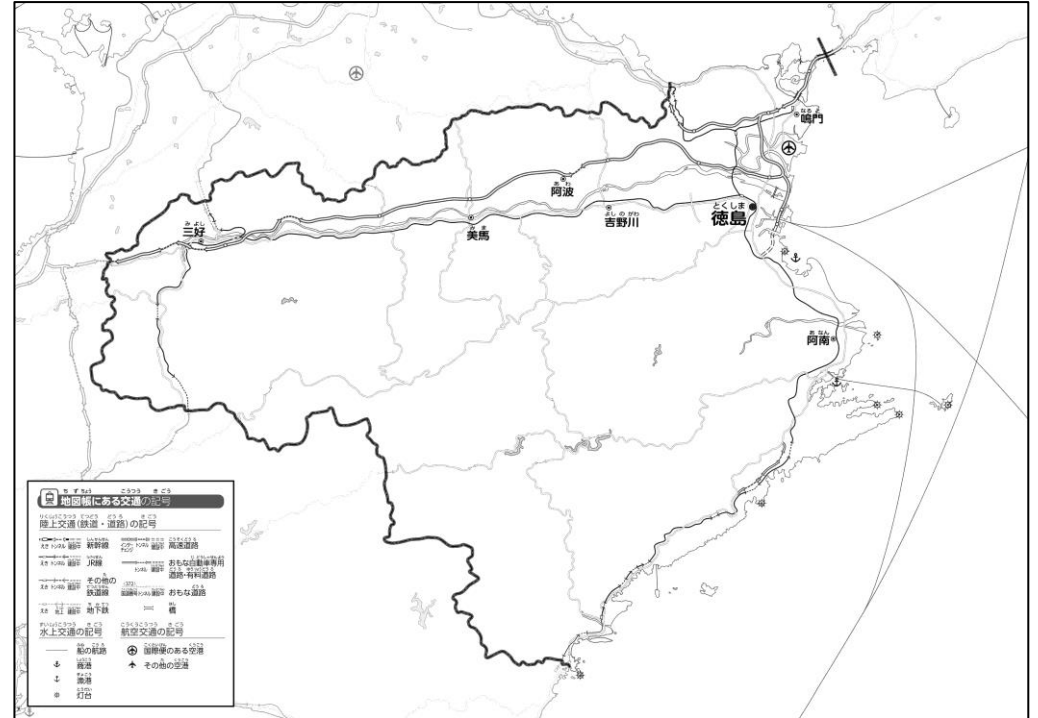 鳴門
阿波
徳島
吉野川
三好
美馬
阿南
地図帳にある交通の記号
陸上交通(鉄道・道路)の記号
新幹線
高速道路
JR線
おもな自動車専用
道路・有料道路
その他の
鉄道線
おもな道路
地下鉄
橋
水上交通の記号
航空交通の記号
船の航路
国際便のある空港
商港
その他の空港
漁港
灯台